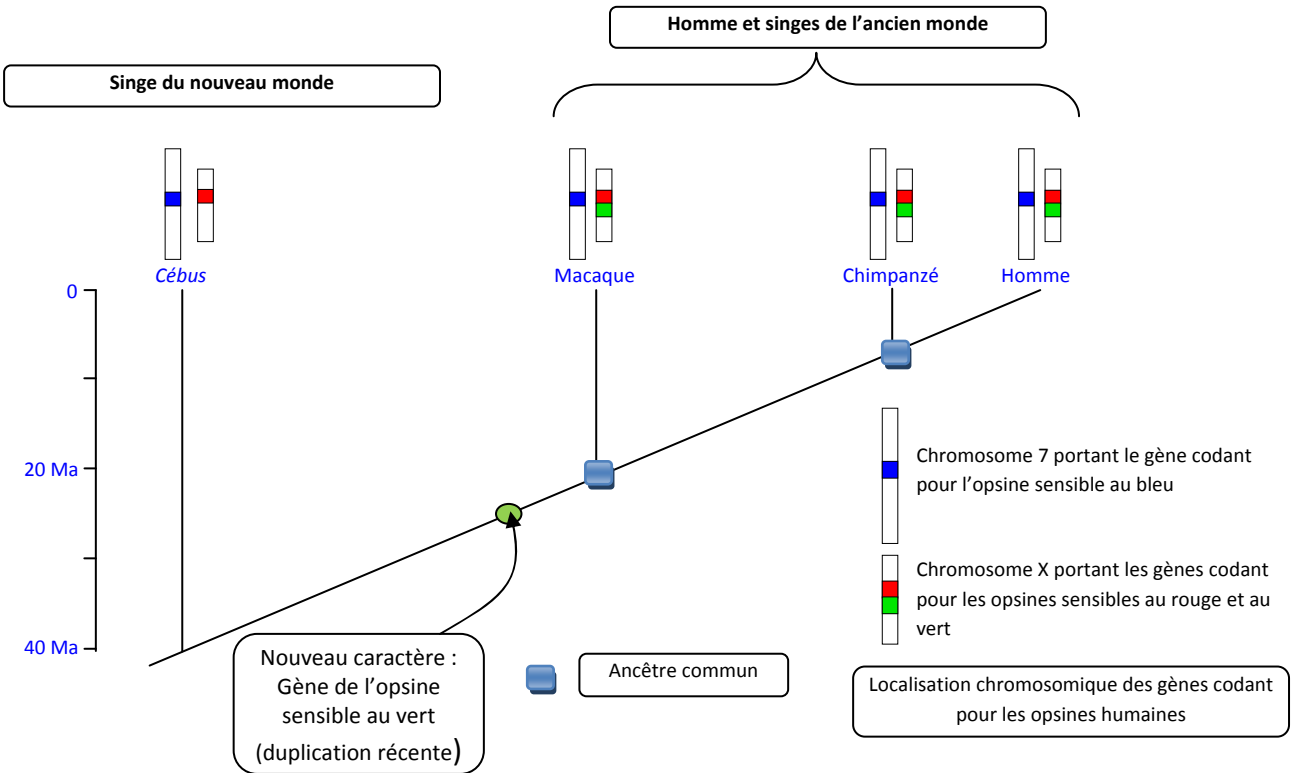 Homme et singes de l'ancien monde
Singe du nouveau monde
Cébus
Macaque
Chimpanzé
Homme
0
20 Ma
40 Ma
Chromosome 7 portant le gène codant
pour l'opsine sensible au bleu
Chromosome X portant les gènes codant
pour les opsines sensibles au rouge et au
vert
Nouveau caractère :
Gène de l'opsine
sensible au vert
(duplication récente)
Ancêtre commun
Localisation chromosomique des gènes codant
pour les opsines humaines